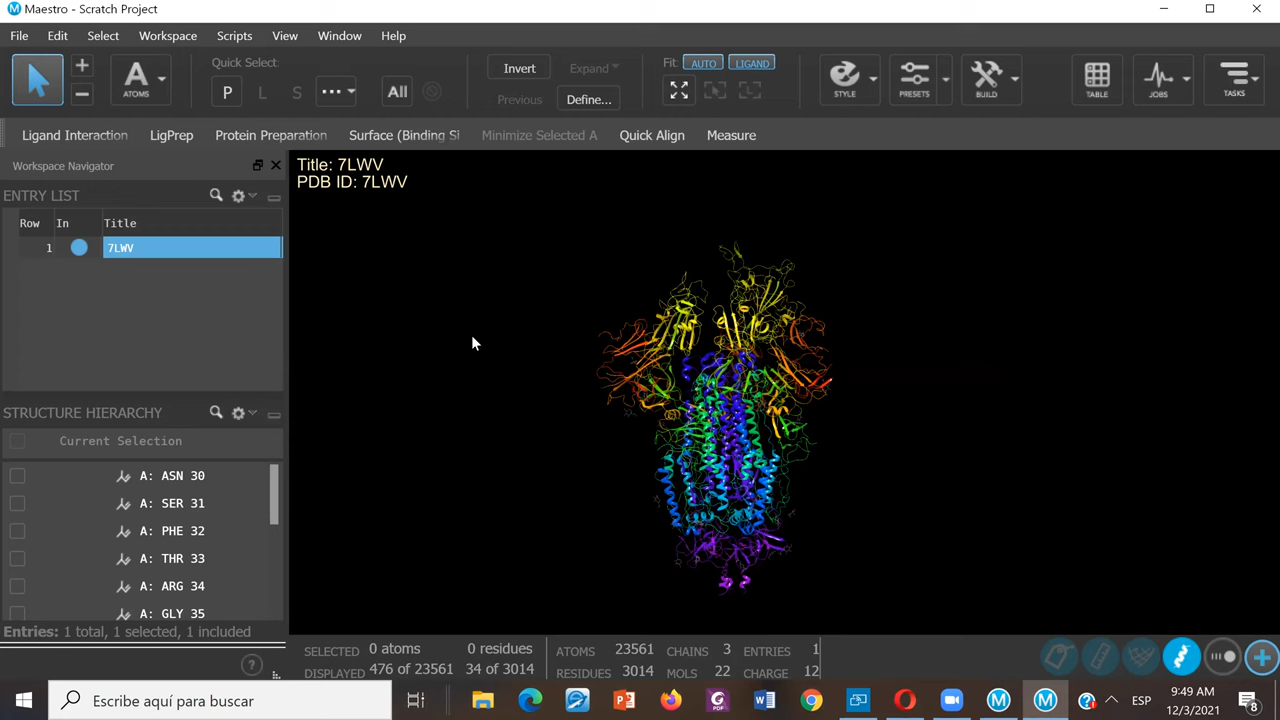 Maestro - Scratch Project
File Edit Select Workspace Scripts View Window Help
Quick Select
ATOMS
P L S ... All
Invert Expand
Previous Define...
Fit: AUTO LIGAND
STYLE PRESETS BUILD TABLE JOBS TASKS
Ligand Interaction LigPrep Protein Preparation Surface (Binding Si Minimize Selected A Quick Align Measure
Workspace Navigator
ENTRY LIST
Row In Title
1 7LWV
Title: 7LWV
PDB ID: 7LWV
STRUCTURE HIERARCHY
Current Selection
A: ASN 30
A: SER 31
A: PHE 32
A: THR 33
A: ARG 34
A: GLY 35
Entries: 1 total, 1 selected, 1 included
SELECTED 0 atoms 0 residues ATOMS 23561 CHAINS 3 ENTRIES 1
DISPLAYED 476 of 23561 34 of 3014 RESIDUES 3014 MOLS 22 CHARGE 12
Escribe aquí para buscar
ESP
9:49 AM
12/3/2021
8